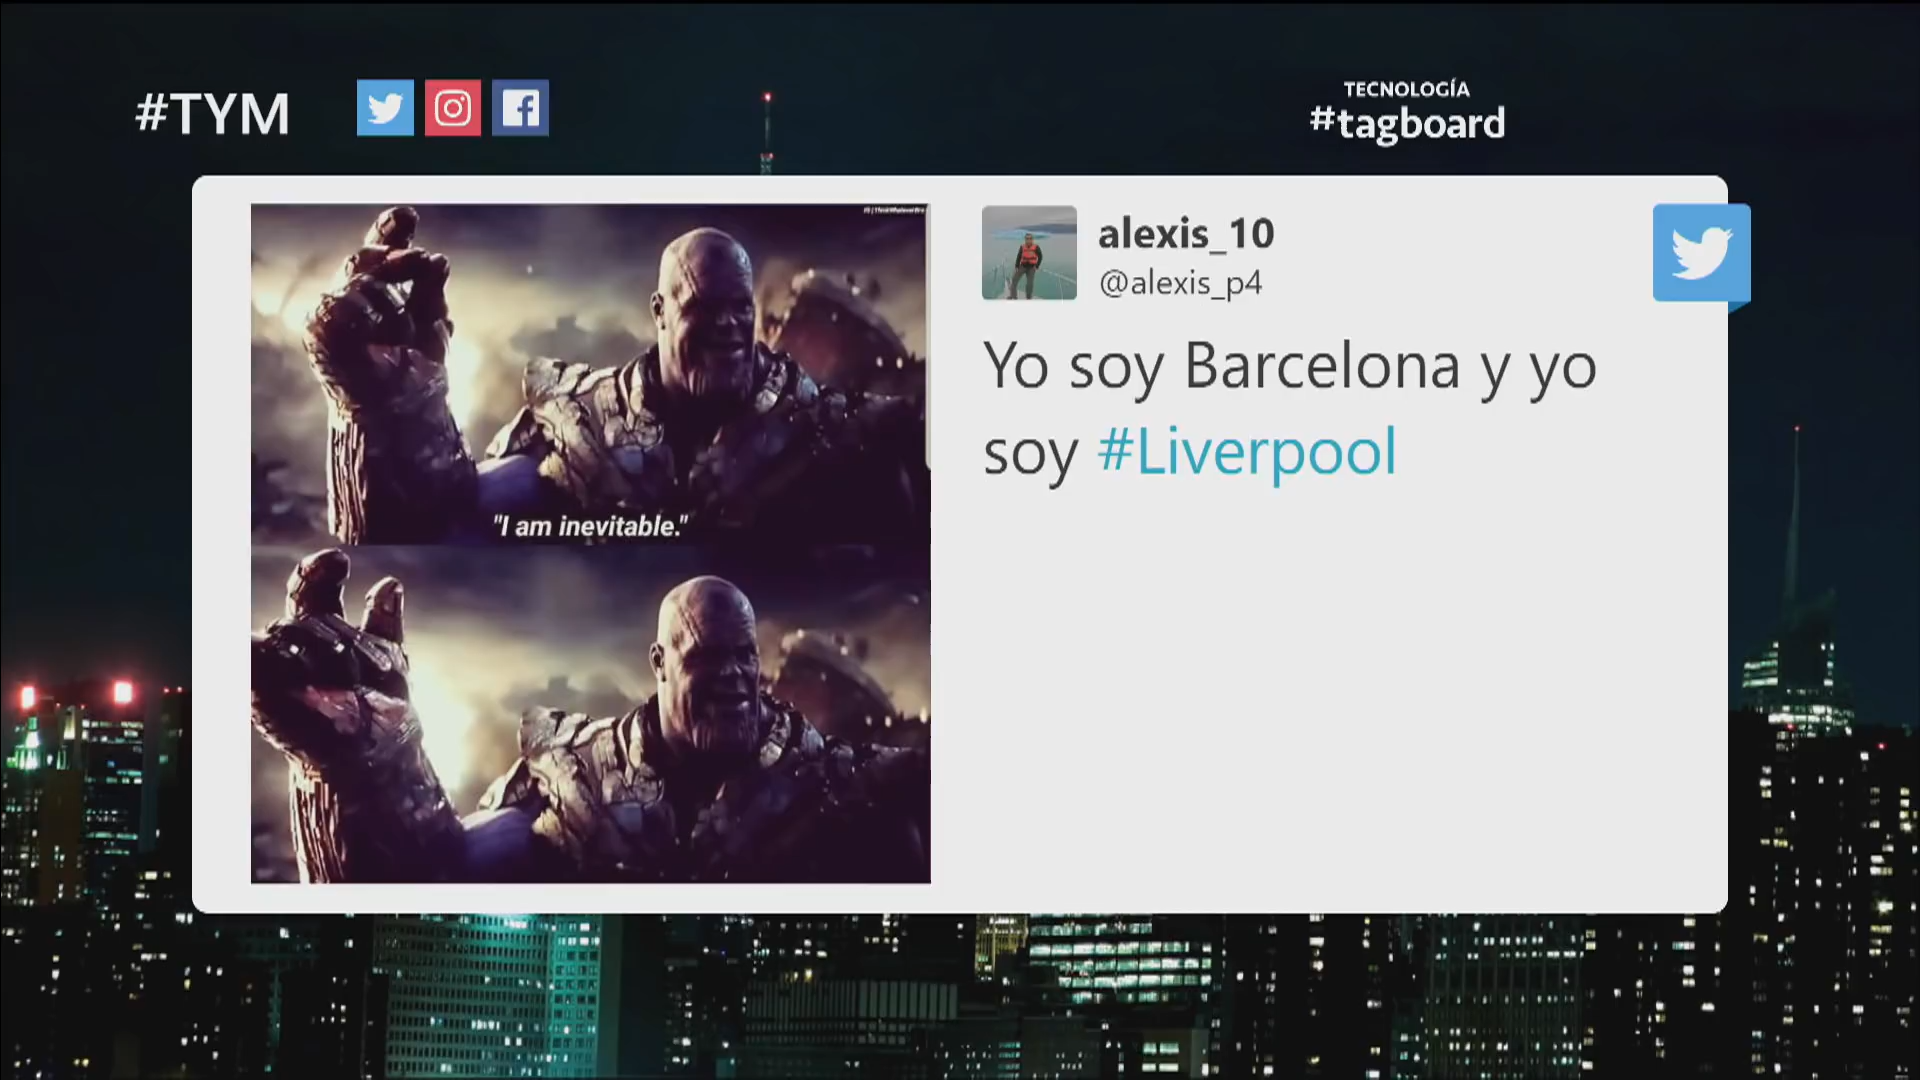 #TYM
TECNOLOGÍA
#tagboard
alexis_10
@alexis_p4
Yo soy Barcelona y yo
soy #Liverpool
"I am inevitable."